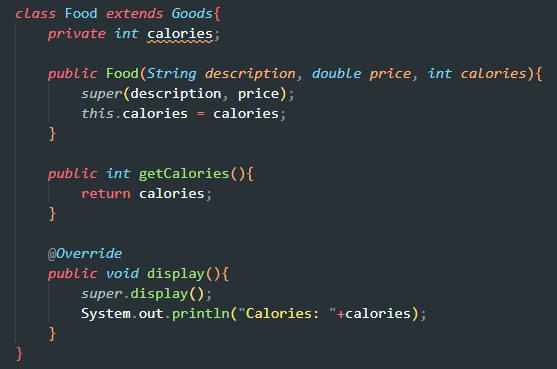 class Food extends Goods{
private int calories;
public Food(String description, double price, int calories){
super(description, price);
this.calories = calories;
}
public int getCalories(){
return calories;
}
@Override
public void display(){
super.display();
System.out.println("Calories: "+calories);
}
}